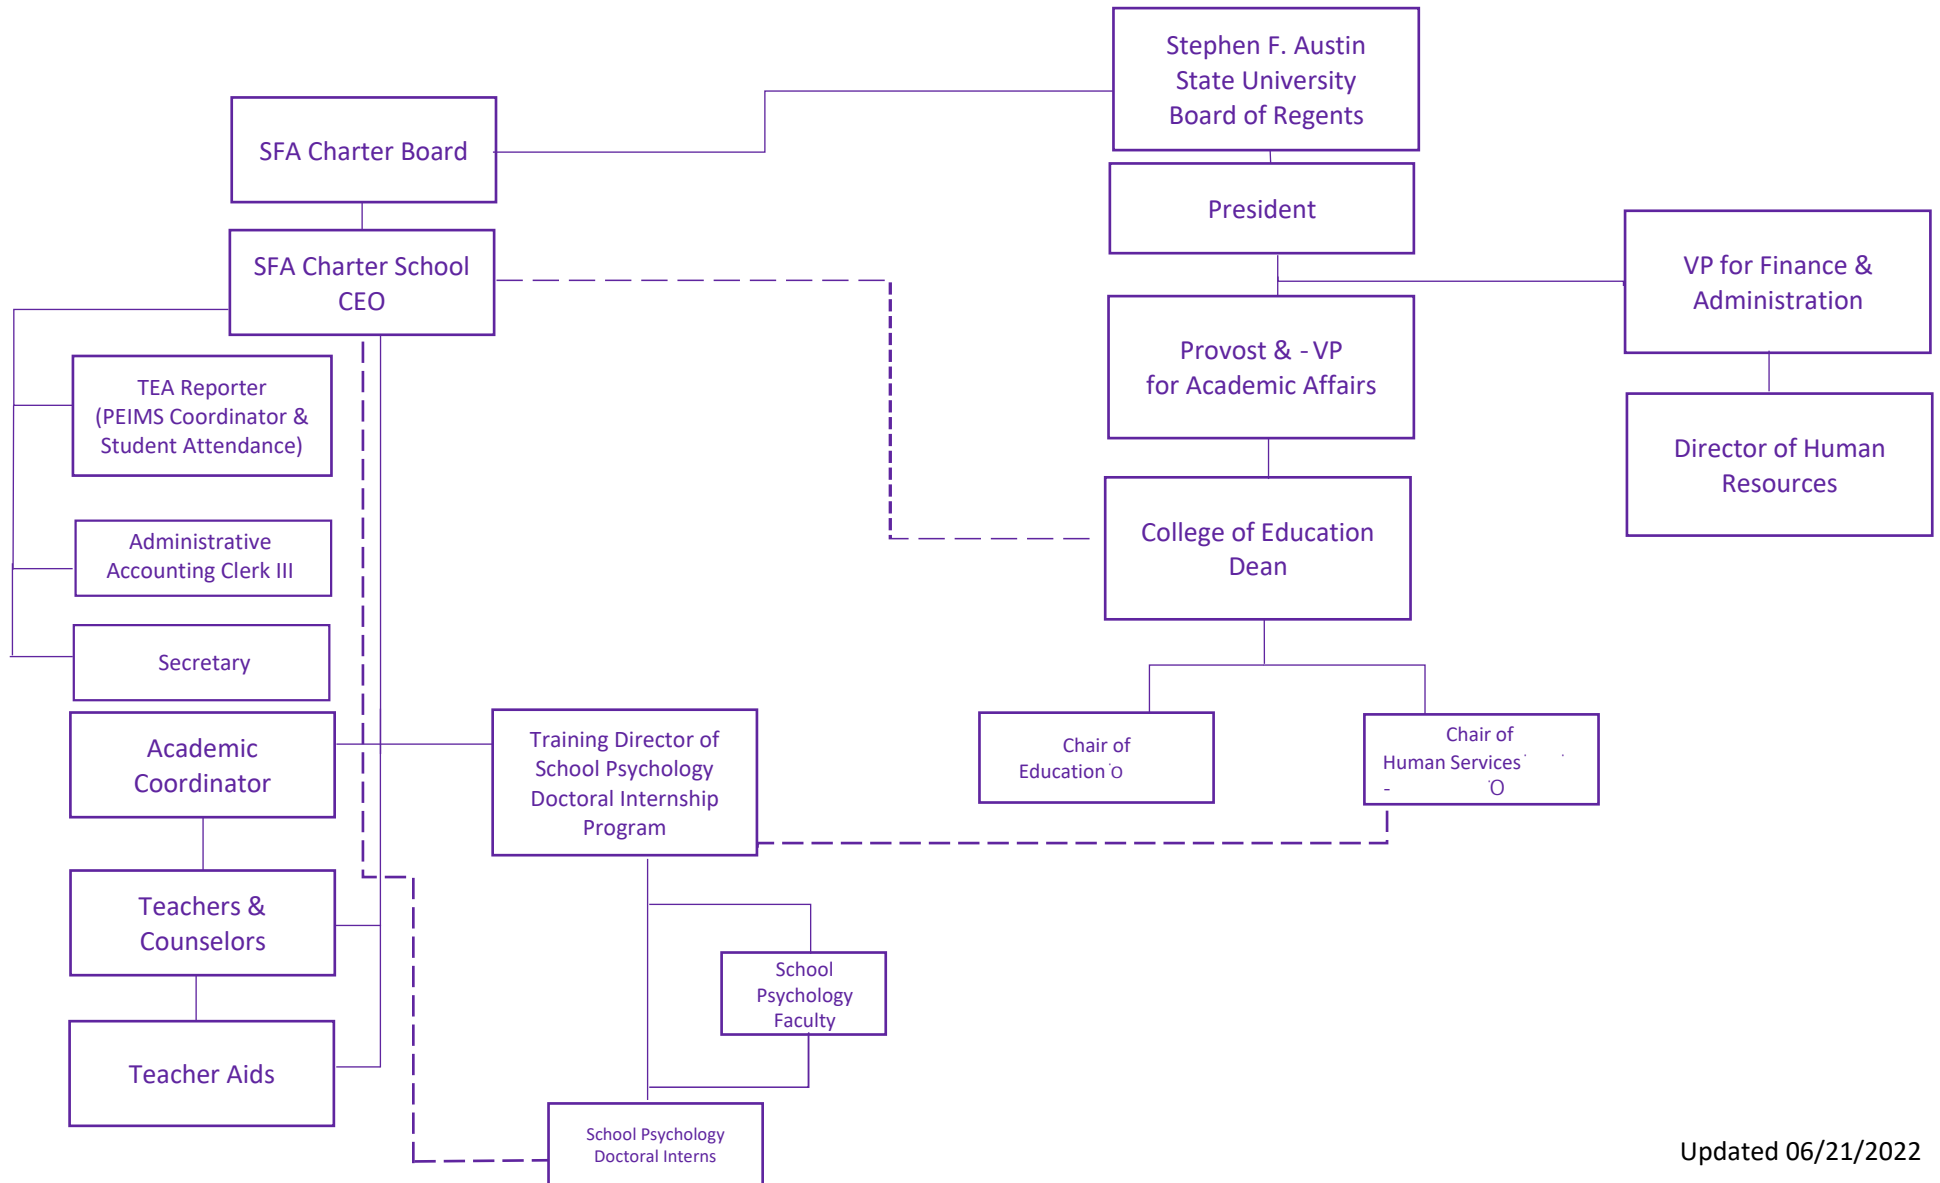 Stephen F. Austin
State University
Board of Regents
SFA Charter Board
President
VP for Finance &
Administration
SFA Charter School
CEO
Provost & - VP
for Academic Affairs
TEA Reporter
(PEIMS Coordinator &
Student Attendance)
Director of Human
Resources
College of Education
Dean
Administrative
Accounting Clerk III
Secretary
Academic
Coordinator
Training Director of
School Psychology
Doctoral Internship
Program
Chair of
Education
Chair of
Human Services
Teachers &
Counselors
School
Psychology
Faculty
Teacher Aids
School Psychology
Doctoral Interns
Updated 06/21/2022